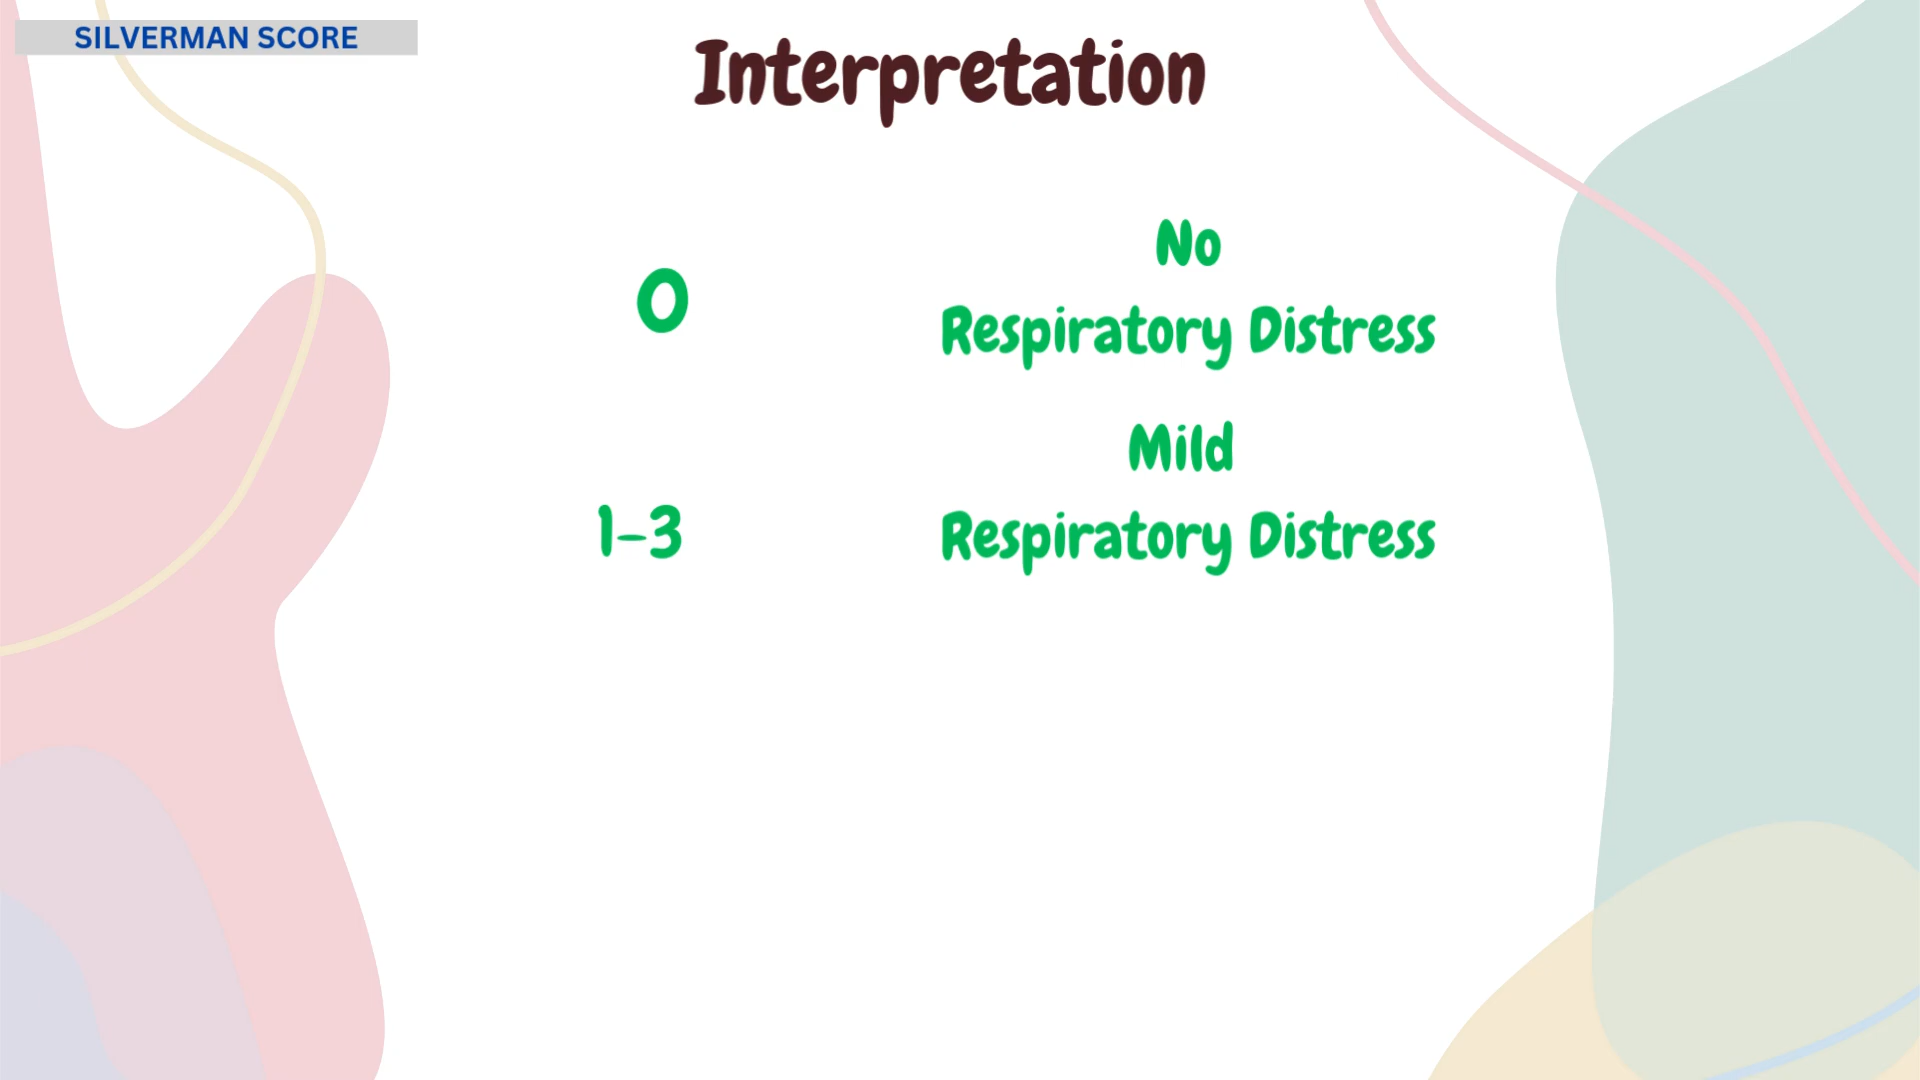 SILVERMAN SCORE
Interpretation
0
No
Respiratory Distress
Mild
1-3
Respiratory Distress